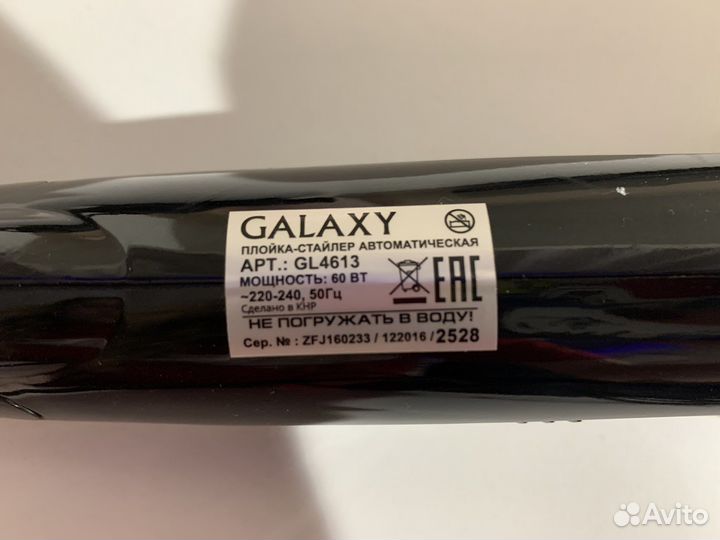 GALAXY
ПЛОЙКА-СТАЙЛЕР АВТОМАТИЧЕСКАЯ
АРТ.: GL4613
МОЩНОСТЬ: 60 ВТ
~220-240, 50Гц
Сделано в КНР
ЕАС
НЕ ПОГРУЖАТЬ В ВОДУ!
Сер. № : ZFJ160233 / 122016 / 2528
Avito